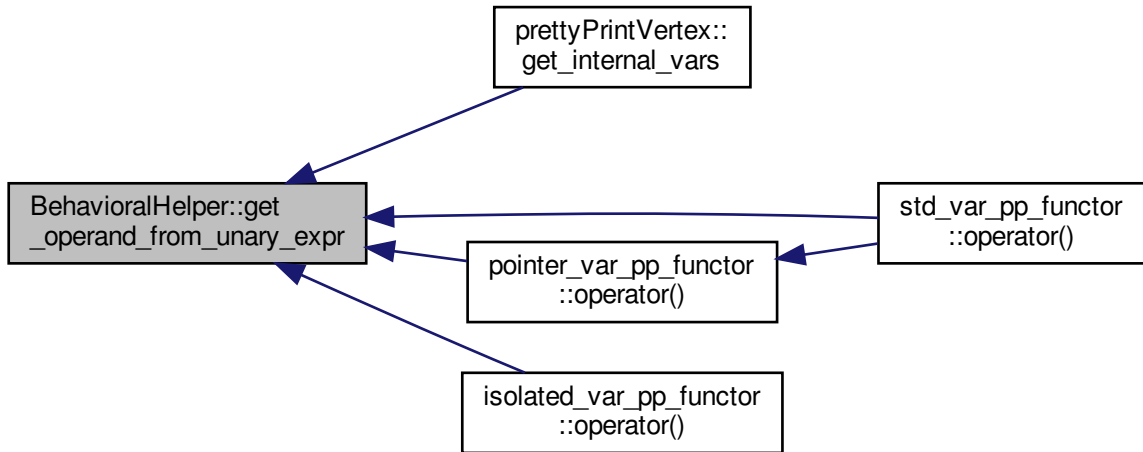 prettyPrintVertex::
get_internal_vars
BehavioralHelper::get
_operand_from_unary_expr
std_var_pp_functor
::operator()
pointer_var_pp_functor
::operator()
isolated_var_pp_functor
::operator()